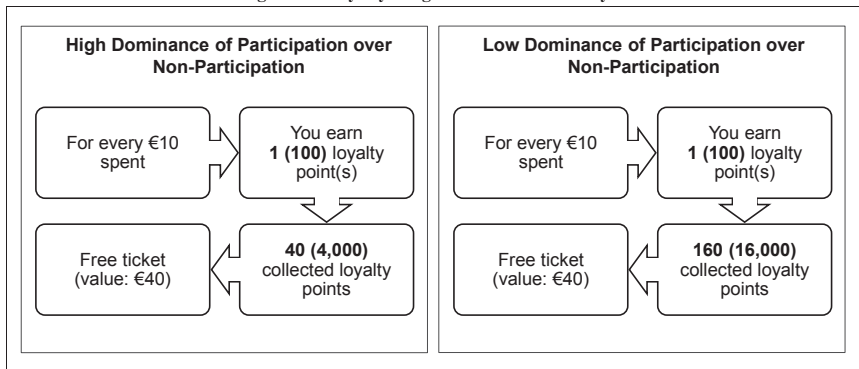 High Dominance of Participation over
Non-Participation
For every €10
spent
You earn
1 (100) loyalty
point(s)
40 (4,000)
collected loyalty
points
Free ticket
(value: €40)
Low Dominance of Participation over
Non-Participation
For every €10
spent
You earn
1 (100) loyalty
point(s)
160 (16,000)
collected loyalty
points
Free ticket
(value: €40)